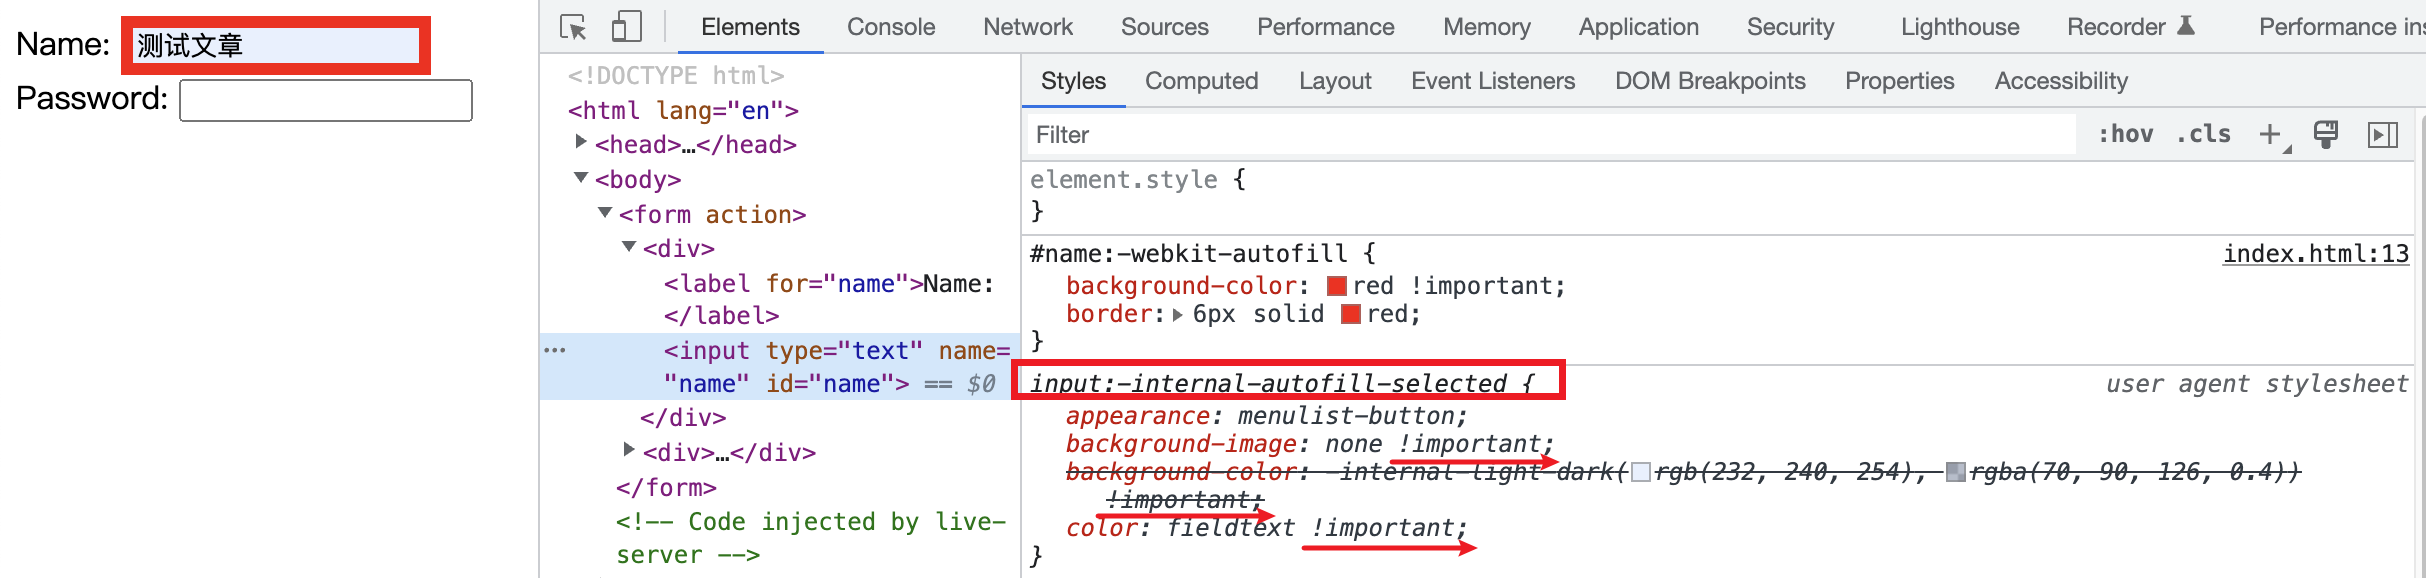 Name: 测试文章
Password:
Elements Console Network Sources Performance Memory Application Security Lighthouse Recorder Performance ins
<!DOCTYPE html>
<html lang="en">
<head>…</head>
<body>
<form action>
<div>
<label for="name">Name:
</label>
<input type="text" name=
"name" id="name"> == $0
</div>
<div>…</div>
</form>
<!-- Code injected by live-
server -->
Styles Computed Layout Event Listeners DOM Breakpoints Properties Accessibility
Filter :hov .cls
element.style {
}
#name:-webkit-autofill { index.html:13
background-color: red !important;
border: 6px solid red;
}
input:-internal-autofill-selected { user agent stylesheet
appearance: menulist-button;
background-image: none !important;
background-color: -internal-light-dark(rgb(232, 240, 254), rgba(70, 90, 126, 0.4))
!important;
color: fieldtext !important;
}